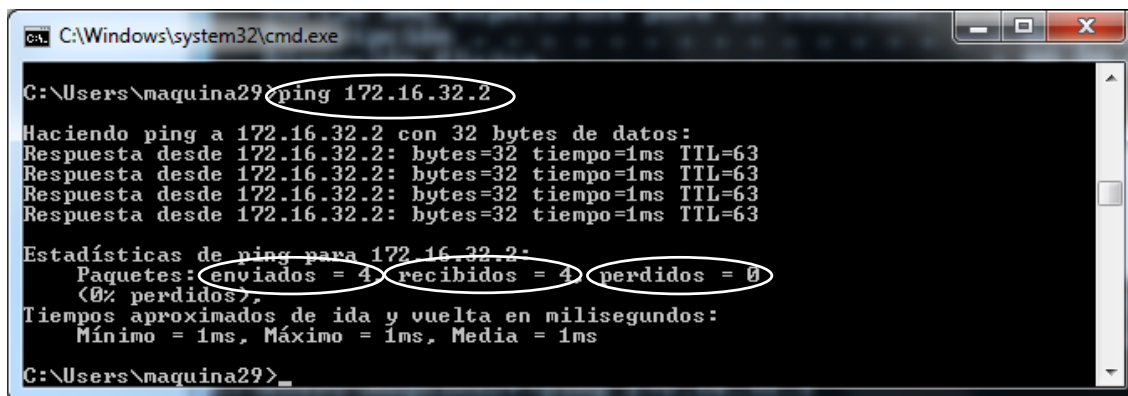 C:\Windows\system32\cmd.exe
C:\Users\maquina29>ping 172.16.32.2
Haciendo ping a 172.16.32.2 con 32 bytes de datos:
Respuesta desde 172.16.32.2: bytes=32 tiempo=1ms TTL=63
Respuesta desde 172.16.32.2: bytes=32 tiempo=1ms TTL=63
Respuesta desde 172.16.32.2: bytes=32 tiempo=1ms TTL=63
Respuesta desde 172.16.32.2: bytes=32 tiempo=1ms TTL=63
Estadísticas de ping para 172.16.32.2:
Paquetes: enviados = 4, recibidos = 4, perdidos = 0
(0% perdidos),
Tiempos aproximados de ida y vuelta en milisegundos:
Mínimo = 1ms, Máximo = 1ms, Media = 1ms
C:\Users\maquina29>_